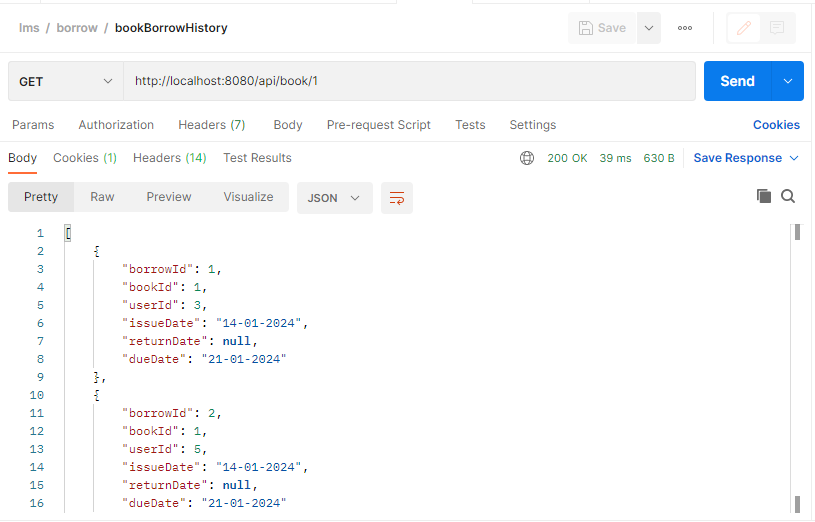 lms / borrow / bookBorrowHistory
Save
GET http://localhost:8080/api/book/1 Send
Params Authorization Headers (7) Body Pre-request Script Tests Settings Cookies
Body Cookies (1) Headers (14) Test Results 200 OK 39 ms 630 B Save Response
Pretty Raw Preview Visualize JSON
1 [
2 {
3 "borrowId": 1,
4 "bookId": 1,
5 "userId": 3,
6 "issueDate": "14-01-2024",
7 "returnDate": null,
8 "dueDate": "21-01-2024"
9 },
10 {
11 "borrowId": 2,
12 "bookId": 1,
13 "userId": 5,
14 "issueDate": "14-01-2024",
15 "returnDate": null,
16 "dueDate": "21-01-2024"